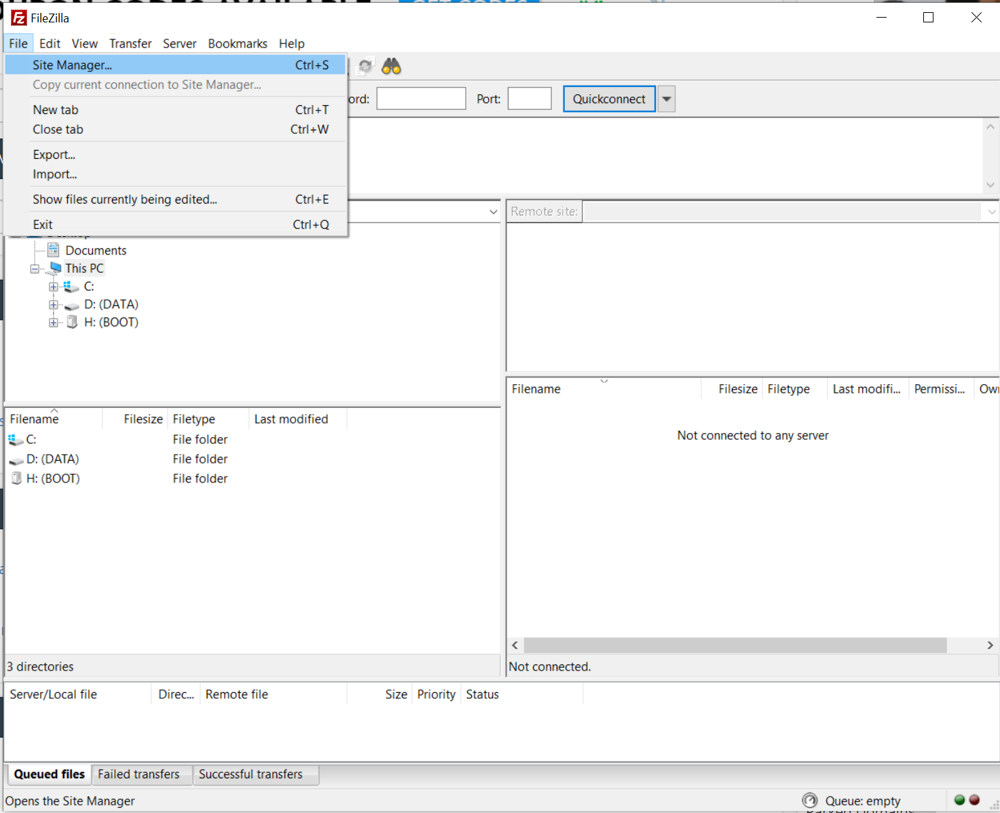 FileZilla
File Edit View Transfer Server Bookmarks Help
Site Manager... Ctrl+S
Copy current connection to Site Manager...
New tab Ctrl+T
Close tab Ctrl+W
Export...
Import...
Show files currently being edited... Ctrl+E
Exit Ctrl+Q
ord: Port: Quickconnect
Remote site:
Documents
This PC
C:
D: (DATA)
H: (BOOT)
Filename Filesize Filetype Last modified
C: File folder
D: (DATA) File folder
H: (BOOT) File folder
3 directories
Filename Filesize Filetype Last modifi... Permissi... Own
Not connected to any server
Not connected.
Server/Local file Direc... Remote file Size Priority Status
Queued files Failed transfers Successful transfers
Opens the Site Manager Queue: empty